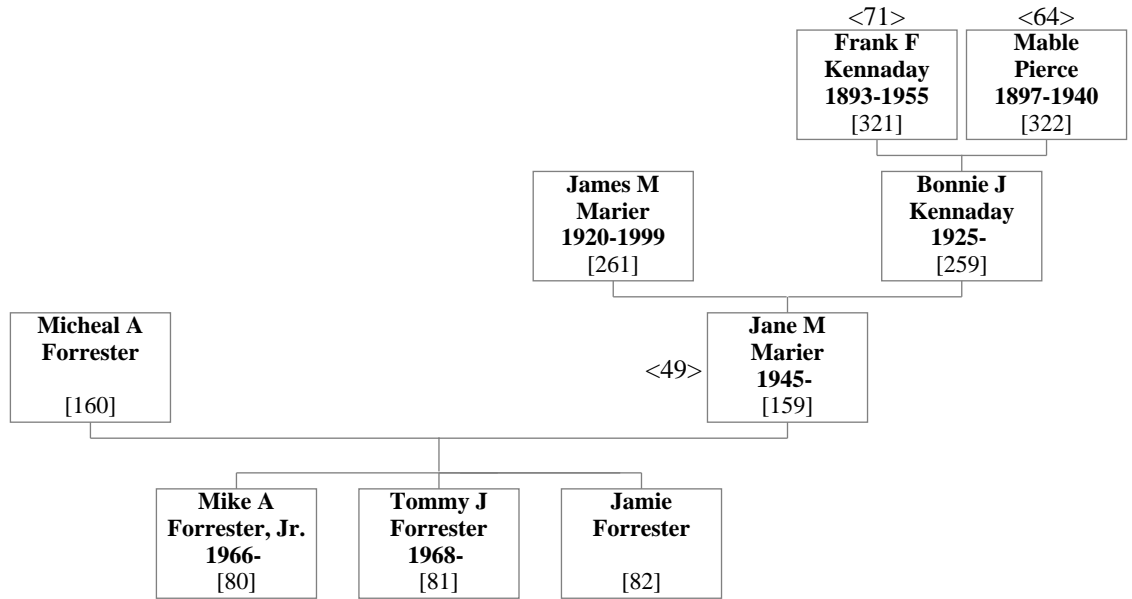 <71>
<64>
Frank F
Kennaday
1893-1955
[321]
Mable
Pierce
1897-1940
[322]
James M
Marier
1920-1999
[261]
Bonnie J
Kennaday
1925-
[259]
Micheal A
Forrester
[160]
<49>
Jane M
Marier
1945-
[159]
Mike A
Forrester, Jr.
1966-
[80]
Tommy J
Forrester
1968-
[81]
Jamie
Forrester
[82]